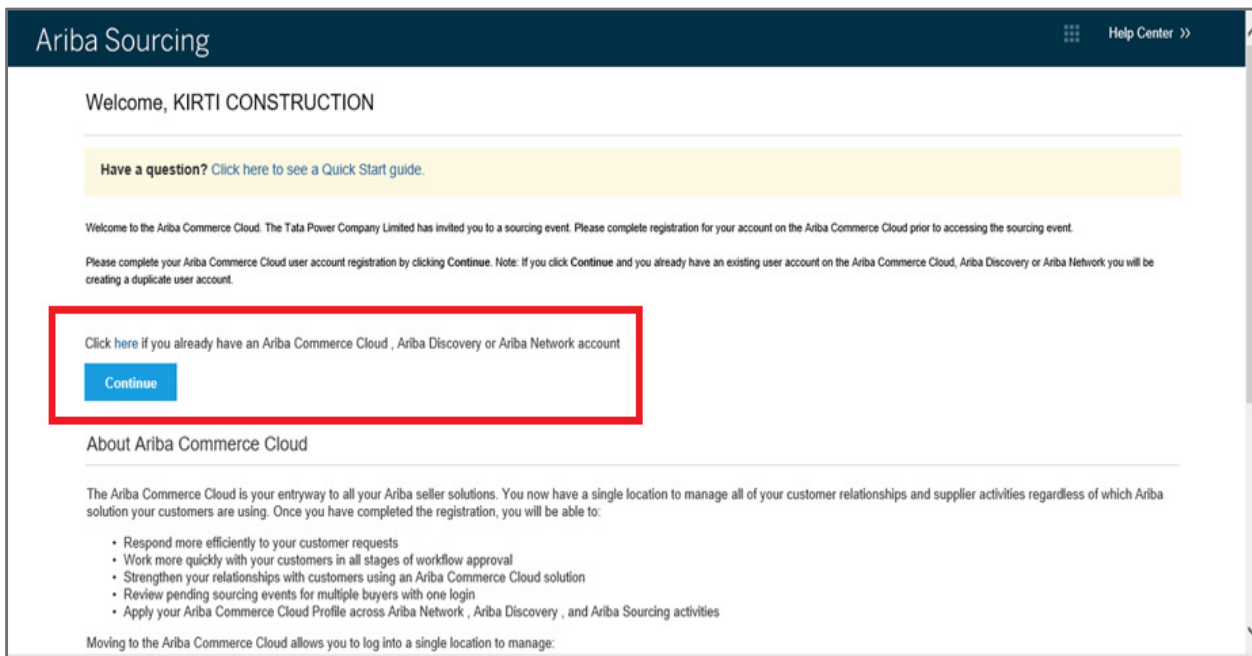 Ariba Sourcing
Help Center »
Welcome, KIRTI CONSTRUCTION
Have a question? Click here to see a Quick Start guide.
Welcome to the Ariba Commerce Cloud. The Tata Power Company Limited has invited you to a sourcing event. Please complete registration for your account on the Ariba Commerce Cloud prior to accessing the sourcing event.
Please complete your Ariba Commerce Cloud user account registration by clicking Continue. Note: If you click Continue and you already have an existing user account on the Ariba Commerce Cloud, Ariba Discovery or Ariba Network you will be
creating a duplicate user account.
Click here if you already have an Ariba Commerce Cloud , Ariba Discovery or Ariba Network account
Continue
About Ariba Commerce Cloud
The Ariba Commerce Cloud is your entryway to all your Ariba seller solutions. You now have a single location to manage all of your customer relationships and supplier activities regardless of which Ariba
solution your customers are using. Once you have completed the registration, you will be able to:
• Respond more efficiently to your customer requests
• Work more quickly with your customers in all stages of workflow approval
• Strengthen your relationships with customers using an Ariba Commerce Cloud solution
• Review pending sourcing events for multiple buyers with one login
• Apply your Ariba Commerce Cloud Profile across Ariba Network , Ariba Discovery , and Ariba Sourcing activities
Moving to the Ariba Commerce Cloud allows you to log into a single location to manage: